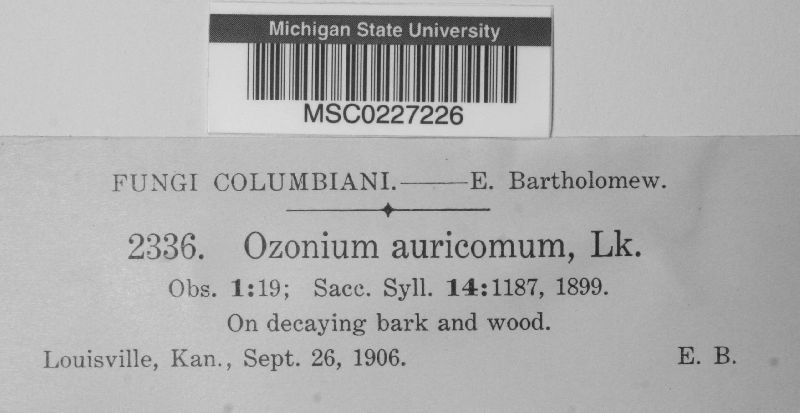 Michigan State University
MSC0227226
FUNGI COLUMBIANI.——E. Bartholomew.
2336. Ozonium auricomum, Lk.
Obs. 1:19; Sacc. Syll. 14:1187, 1899.
On decaying bark and wood.
Louisville, Kan., Sept. 26, 1906. E. B.